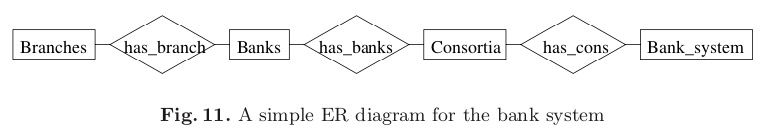 Branches has_branch Banks has_banks Consortia has_cons Bank_system
Fig. 11. A simple ER diagram for the bank system